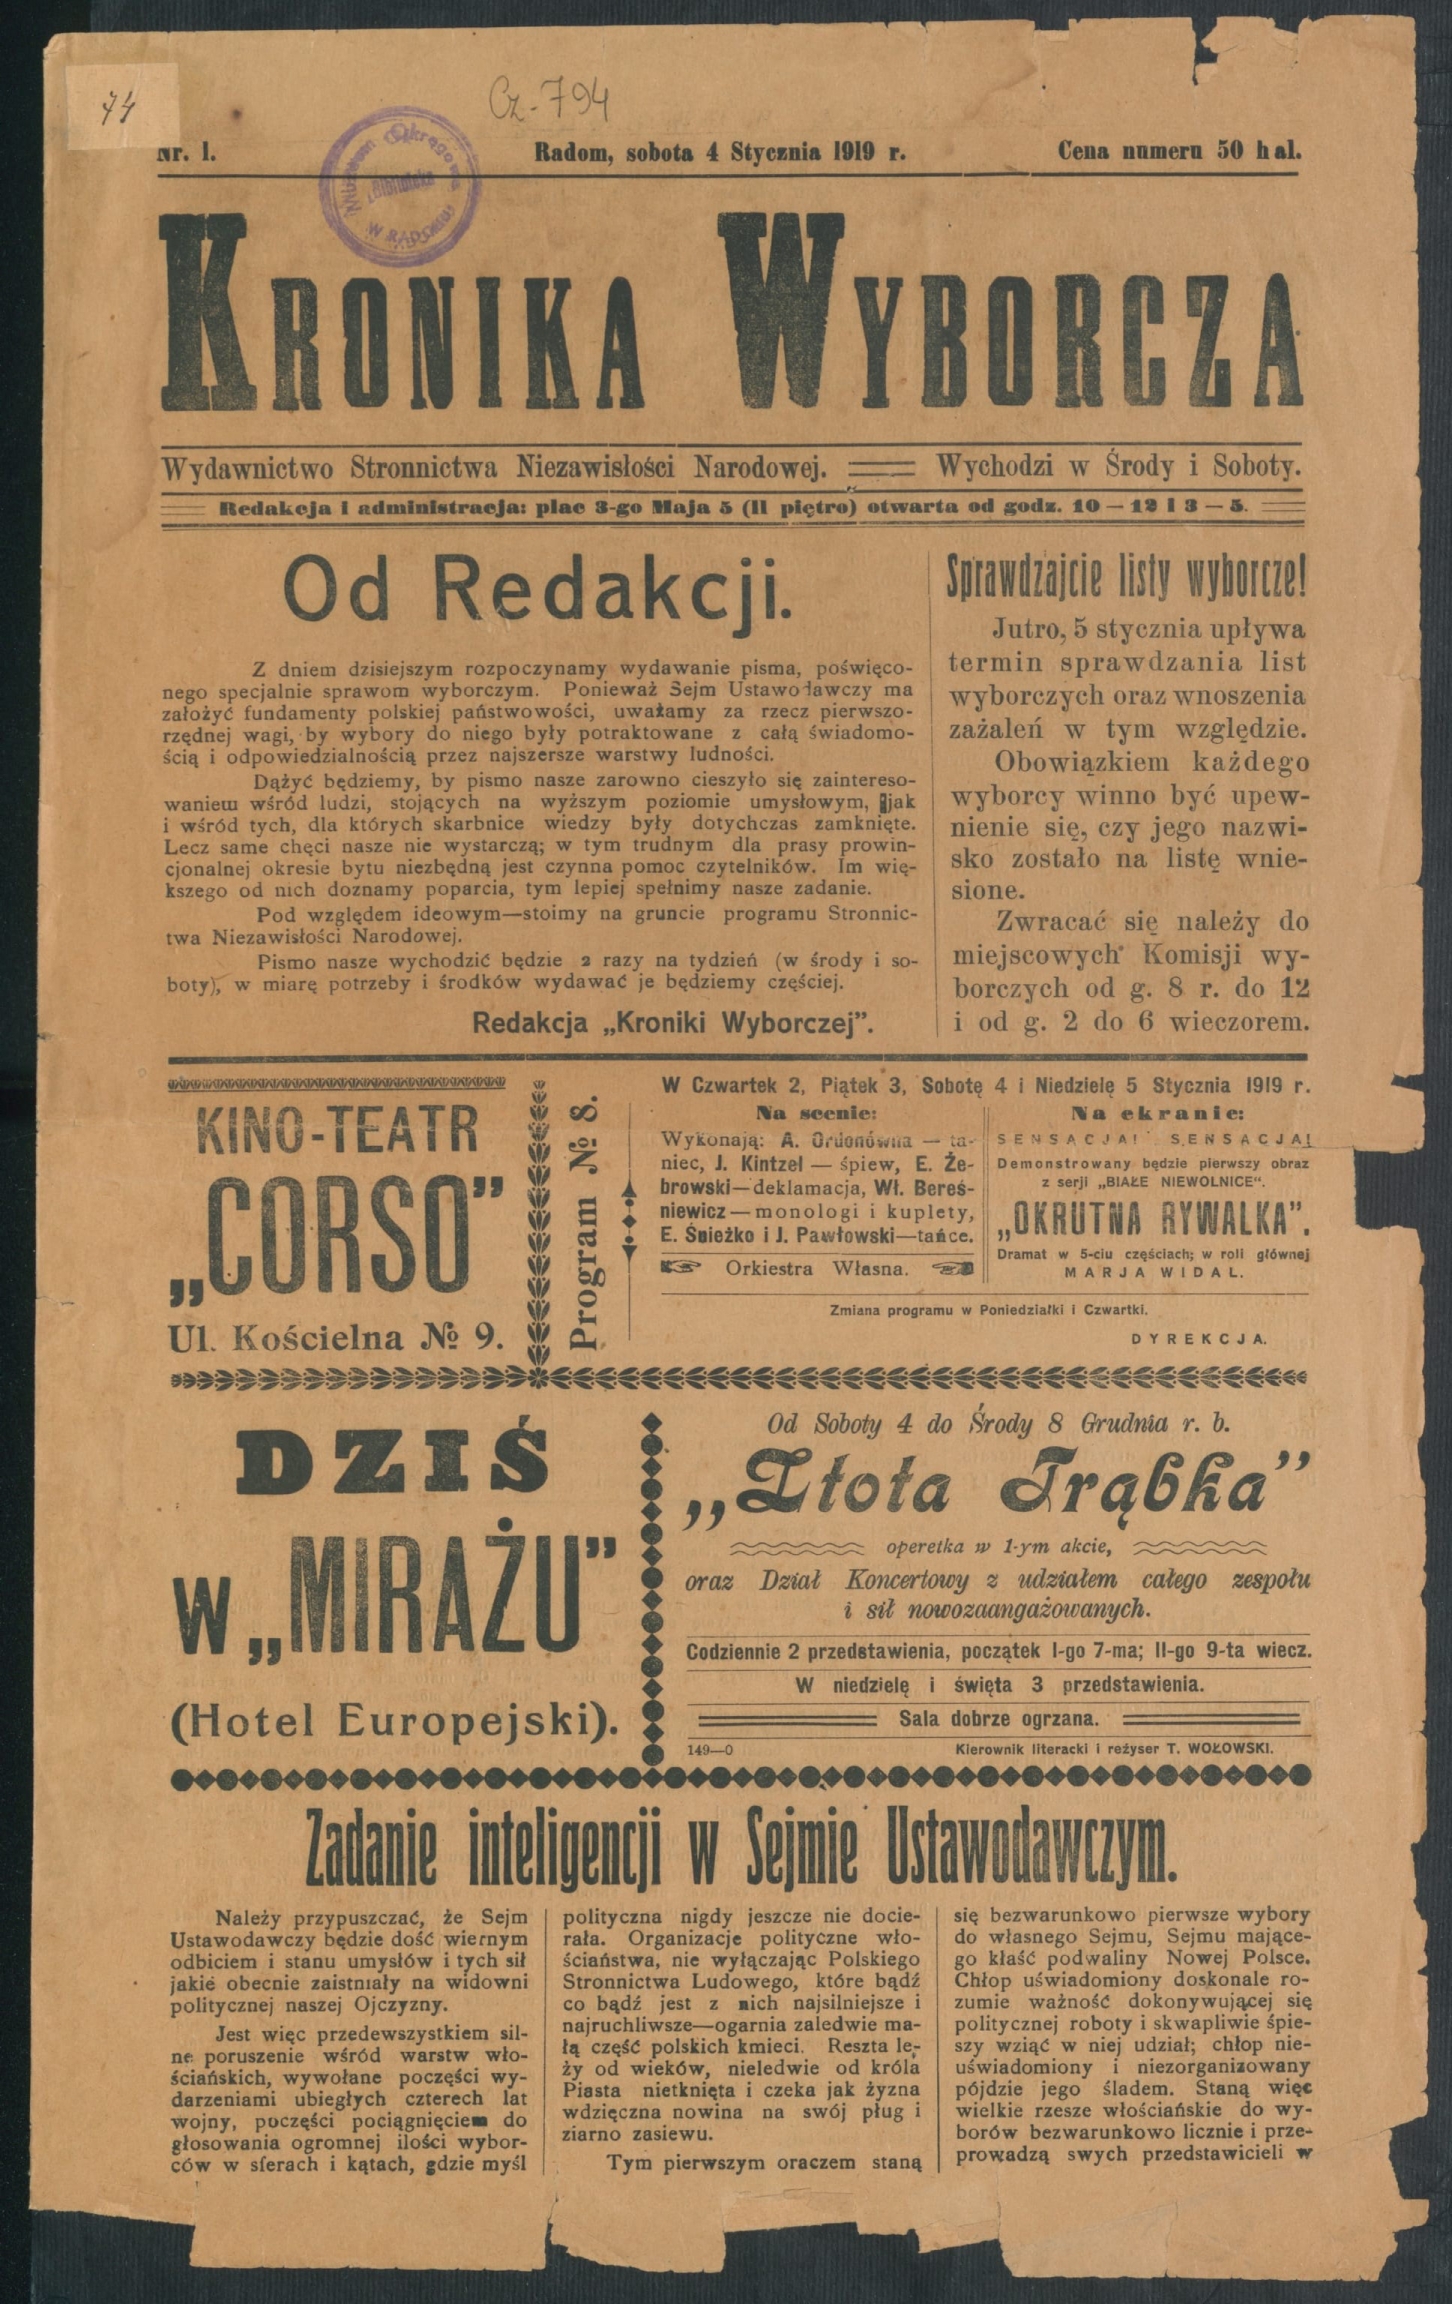 74
Cz-794
Nr. 1.
Radom, sobota 4 Stycznia 1919 r.
Cena numeru 50 hal.
Muzeum Okręgowe
Biblioteka
W RADOMIU
KRONIKA WYBORCZA
Wydawnictwo Stronnictwa Niezawisłości Narodowej. Wychodzi w Środy i Soboty.
Redakcja i administracja: plac 3-go Maja 5 (II piętro) otwarta od godz. 10 — 12 i 3 — 5.
Od Redakcji.
Z dniem dzisiejszym rozpoczynamy wydawanie pisma, poświęco-
nego specjalnie sprawom wyborczym. Ponieważ Sejm Ustawodawczy ma
założyć fundamenty polskiej państwowości, uważamy za rzecz pierwszo-
rzędnej wagi, by wybory do niego były potraktowane z całą świadomo-
ścią i odpowiedzialnością przez najszersze warstwy ludności.
Dążyć będziemy, by pismo nasze zarowno cieszyło się zaintereso-
waniem wśród ludzi, stojących na wyższym poziomie umysłowym, jak
i wśród tych, dla których skarbnice wiedzy były dotychczas zamknięte.
Lecz same chęci nasze nie wystarczą; w tym trudnym dla prasy prowin-
cjonalnej okresie bytu niezbędną jest czynna pomoc czytelników. Im wię-
kszego od nich doznamy poparcia, tym lepiej spełnimy nasze zadanie.
Pod względem ideowym—stoimy na gruncie programu Stronnic-
twa Niezawisłości Narodowej.
Pismo nasze wychodzić będzie 2 razy na tydzień (w środy i so-
boty), w miarę potrzeby i środków wydawać je będziemy częściej.
Redakcja „Kroniki Wyborczej”.
Sprawdzajcie listy wyborcze!
Jutro, 5 stycznia upływa
termin sprawdzania list
wyborczych oraz wnoszenia
zażaleń w tym względzie.
Obowiązkiem każdego
wyborcy winno być upew-
nienie się, czy jego nazwi-
sko zostało na listę wnie-
sione.
Zwracać się należy do
miejscowych Komisji wy-
borczych od g. 8 r. do 12
i od g. 2 do 6 wieczorem.
KINO-TEATR
„CORSO”
Ul. Kościelna № 9.
Program № 8.
W Czwartek 2, Piątek 3, Sobotę 4 i Niedzielę 5 Stycznia 1919 r.
Na scenie:
Wykonają: A. Ordonówna — ta-
niec, J. Kintzel — śpiew, E. Że-
browski—deklamacja, Wł. Bereś-
niewicz—monologi i kuplety,
E. Śnieżko i J. Pawłowski—tańce.
Orkiestra Własna.
Na ekranie:
SENSACJA! SENSACJA!
Demonstrowany będzie pierwszy obraz
z serji „BIAŁE NIEWOLNICE”.
„OKRUTNA RYWALKA”.
Dramat w 5-ciu częściach; w roli głównej
MARJA WIDAL.
Zmiana programu w Poniedziałki i Czwartki.
DYREKCJA.
DZIŚ
w „MIRAŻU”
(Hotel Europejski).
Od Soboty 4 do Środy 8 Grudnia r. b.
„Złota Trąbka”
operetka w 1-ym akcie,
oraz Dział Koncertowy z udziałem całego zespołu
i sił nowozaangażowanych.
Codziennie 2 przedstawienia, początek I-go 7-ma; II-go 9-ta wiecz.
W niedzielę i święta 3 przedstawienia.
Sala dobrze ogrzana.
149—0
Kierownik literacki i reżyser T. WOŁOWSKI.
Zadanie inteligencji w Sejmie Ustawodawczym.
Należy przypuszczać, że Sejm
Ustawodawczy będzie dość wiernym
odbiciem i stanu umysłów i tych sił
jakie obecnie zaistniały na widowni
politycznej naszej Ojczyzny.
Jest więc przedewszystkiem sil-
ne poruszenie wśród warstw wło-
ściańskich, wywołane poczęści wy-
darzeniami ubiegłych czterech lat
wojny, poczęści pociągnięciem do
głosowania ogromnej ilości wybor-
ców w sferach i kątach, gdzie myśl
polityczna nigdy jeszcze nie docie-
rała. Organizacje polityczne wło-
ściaństwa, nie wyłączając Polskiego
Stronnictwa Ludowego, które bądź
co bądź jest z nich najsilniejsze i
najruchliwsze—ogarnia zaledwie ma-
łą część polskich kmieci. Reszta le-
ży od wieków, nieledwie od króla
Piasta nietknięta i czeka jak żyzna
wdzięczna nowina na swój pług i
ziarno zasiewu.
Tym pierwszym oraczem staną
się bezwarunkowo pierwsze wybory
do własnego Sejmu, Sejmu mające-
go kłaść podwaliny Nowej Polsce.
Chłop uświadomiony doskonale ro-
zumie ważność dokonywującej się
politycznej roboty i skwapliwie śpie-
szy wziąć w niej udział; chłop nie-
uświadomiony i niezorganizowany
pójdzie jego śladem. Staną więc
wielkie rzesze włościańskie do wy-
borów bezwarunkowo licznie i prze-
prowadzą swych przedstawicieli w